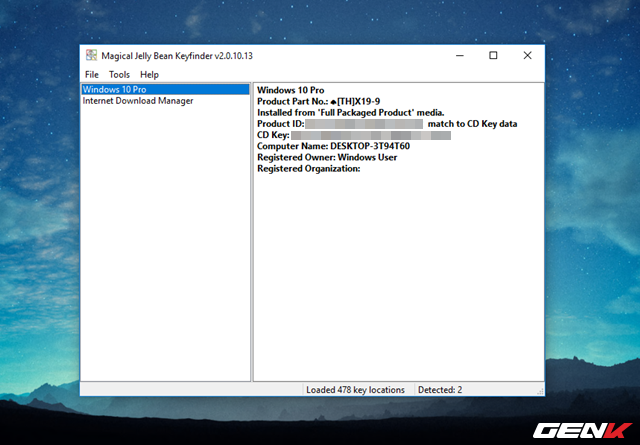 Magical Jelly Bean Keyfinder v2.0.10.13
File Tools Help
Windows 10 Pro
Internet Download Manager
Windows 10 Pro
Product Part No.: ♠[TH]X19-9
Installed from 'Full Packaged Product' media.
Product ID: match to CD Key data
CD Key:
Computer Name: DESKTOP-3T94T60
Registered Owner: Windows User
Registered Organization:
Loaded 478 key locations Detected: 2
GENK